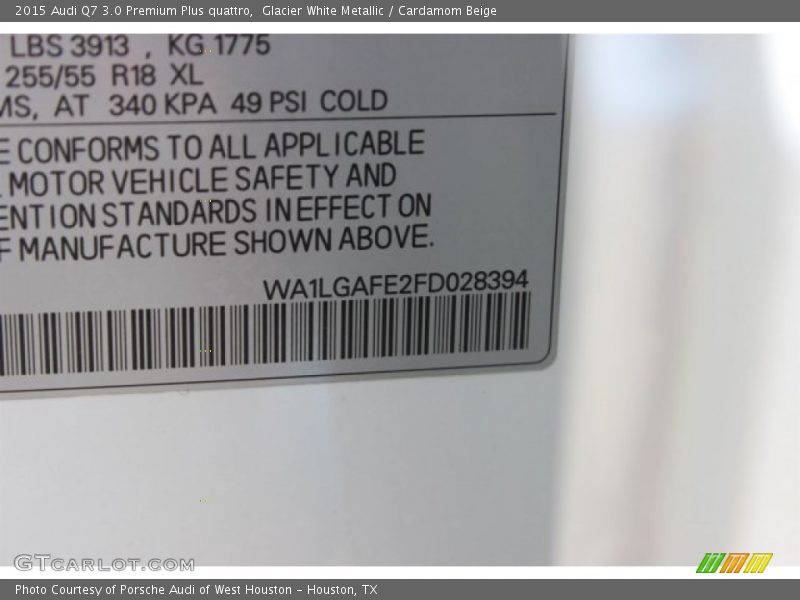 2015 Audi Q7 3.0 Premium Plus quattro,  Glacier White Metallic / Cardamom Beige
LBS 3913 , KG 1775
255/55 R18 XL
MS, AT 340 KPA 49 PSI COLD
E CONFORMS TO ALL APPLICABLE
MOTOR VEHICLE SAFETY AND
ENTION STANDARDS IN EFFECT ON
F MANUFACTURE SHOWN ABOVE.
WA1LGAFE2FD028394
GTCARLOT.COM
Photo Courtesy of Porsche Audi of West Houston - Houston, TX